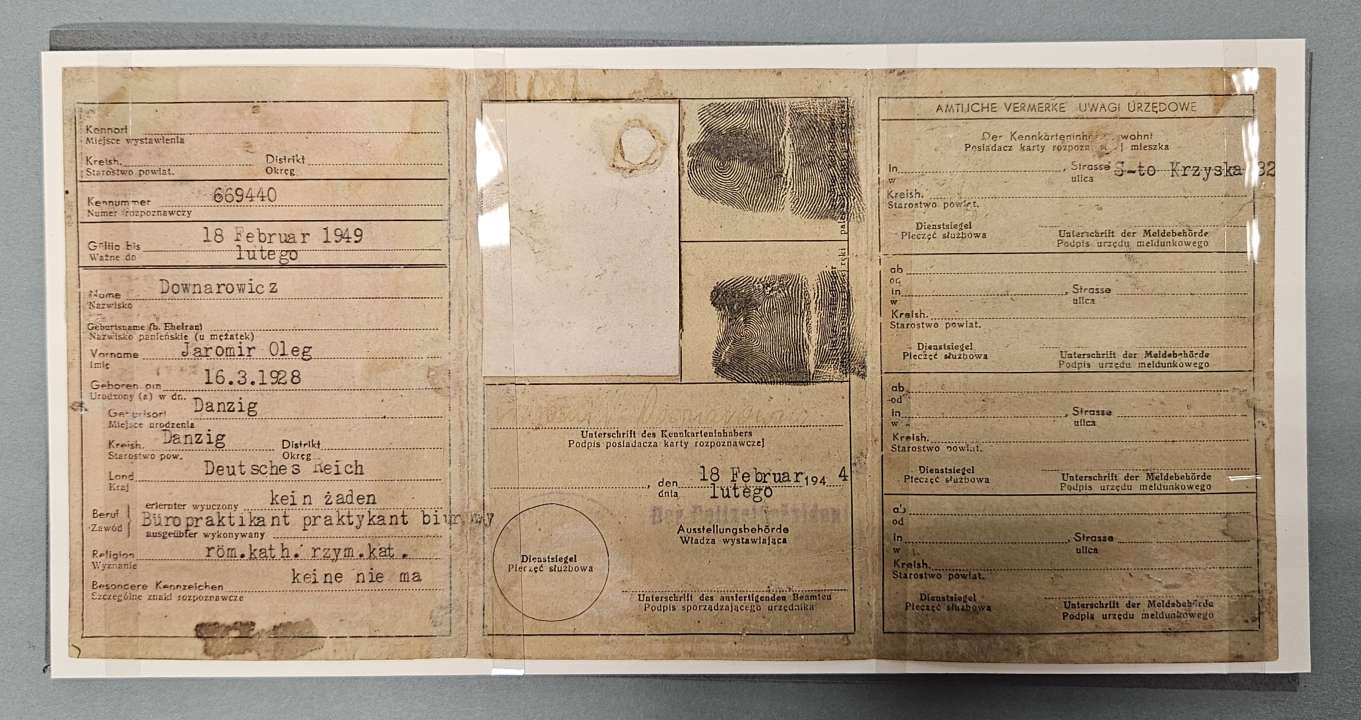 Kennort
Miejsce wystawienia
Kreish. Distrikt
Starostwo powiat. Okręg
Kennummer 669440
Numer rozpoznawczy
Gültig bis 18 Februar 1949
Ważne do lutego
Name Downarowicz
Nazwisko
Geburtsname (b. Ehefrau)
Nazwisko panieńskie (u mężatek)
Vorname Jaromir Oleg
Imię
Geboren am 16.3.1928
Urodzony (a) w dn.
Geburtsort Danzig
Miejsce urodzenia
Kreish. Danzig Distrikt
Starostwo pow. Okręg
Land Deutsches Reich
Kraj
Beruf erlernter wyuczony kein żaden
Zawód Büropraktikant praktykant biurowy
ausgeübter wykonywany
Religion röm.kath. rzym.kat.
Wyznanie
Besondere Kennzeichen keine nie ma
Szczególne znaki rozpoznawcze
Unterschrift des Kennkarteninhabers
Podpis posiadacza karty rozpoznawczej
, den 18 Februar 194 4
dnia lutego
Der Polizeipräsident
Ausstellungsbehörde
Władza wystawiająca
Dienstsiegel
Pieczęć służbowa
Unterschrift des ausfertigenden Beamten
Podpis sporządzającego urzędnika
AMTLICHE VERMERKE UWAGI URZĘDOWE
Der Kennkarteninhaber wohnt
Posiadacz karty rozpoznawczej mieszka
in , Strasse S-to Krzyska 32
w ulica
Kreish.
Starostwo powiat.
Dienstsiegel Unterschrift der Meldebehörde
Pieczęć służbowa Podpis urzędu meldunkowego
ab
od
in , Strasse
w ulica
Kreish.
Starostwo powiat.
Dienstsiegel Unterschrift der Meldebehörde
Pieczęć służbowa Podpis urzędu meldunkowego
ab
od
in , Strasse
w ulica
Kreish.
Starostwo powiat.
Dienstsiegel Unterschrift der Meldebehörde
Pieczęć służbowa Podpis urzędu meldunkowego
ab
od
in , Strasse
w ulica
Kreish.
Starostwo powiat.
Dienstsiegel Unterschrift der Meldebehörde
Pieczęć służbowa Podpis urzędu meldunkowego